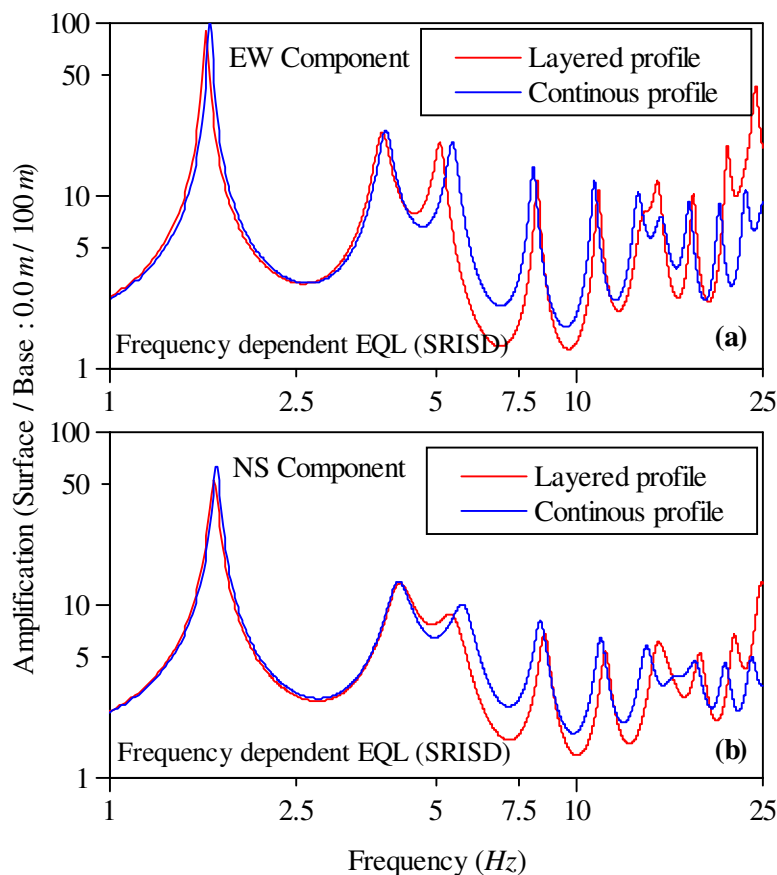 Amplification (Surface / Base : 0.0 m / 100 m)
100
50
10
5
1
EW Component
Layered profile
Continous profile
Frequency dependent EQL (SRISD)
(a)
1
2.5
5
7.5
10
25
100
50
10
5
1
NS Component
Layered profile
Continous profile
Frequency dependent EQL (SRISD)
(b)
1
2.5
5
7.5
10
25
Frequency (Hz)